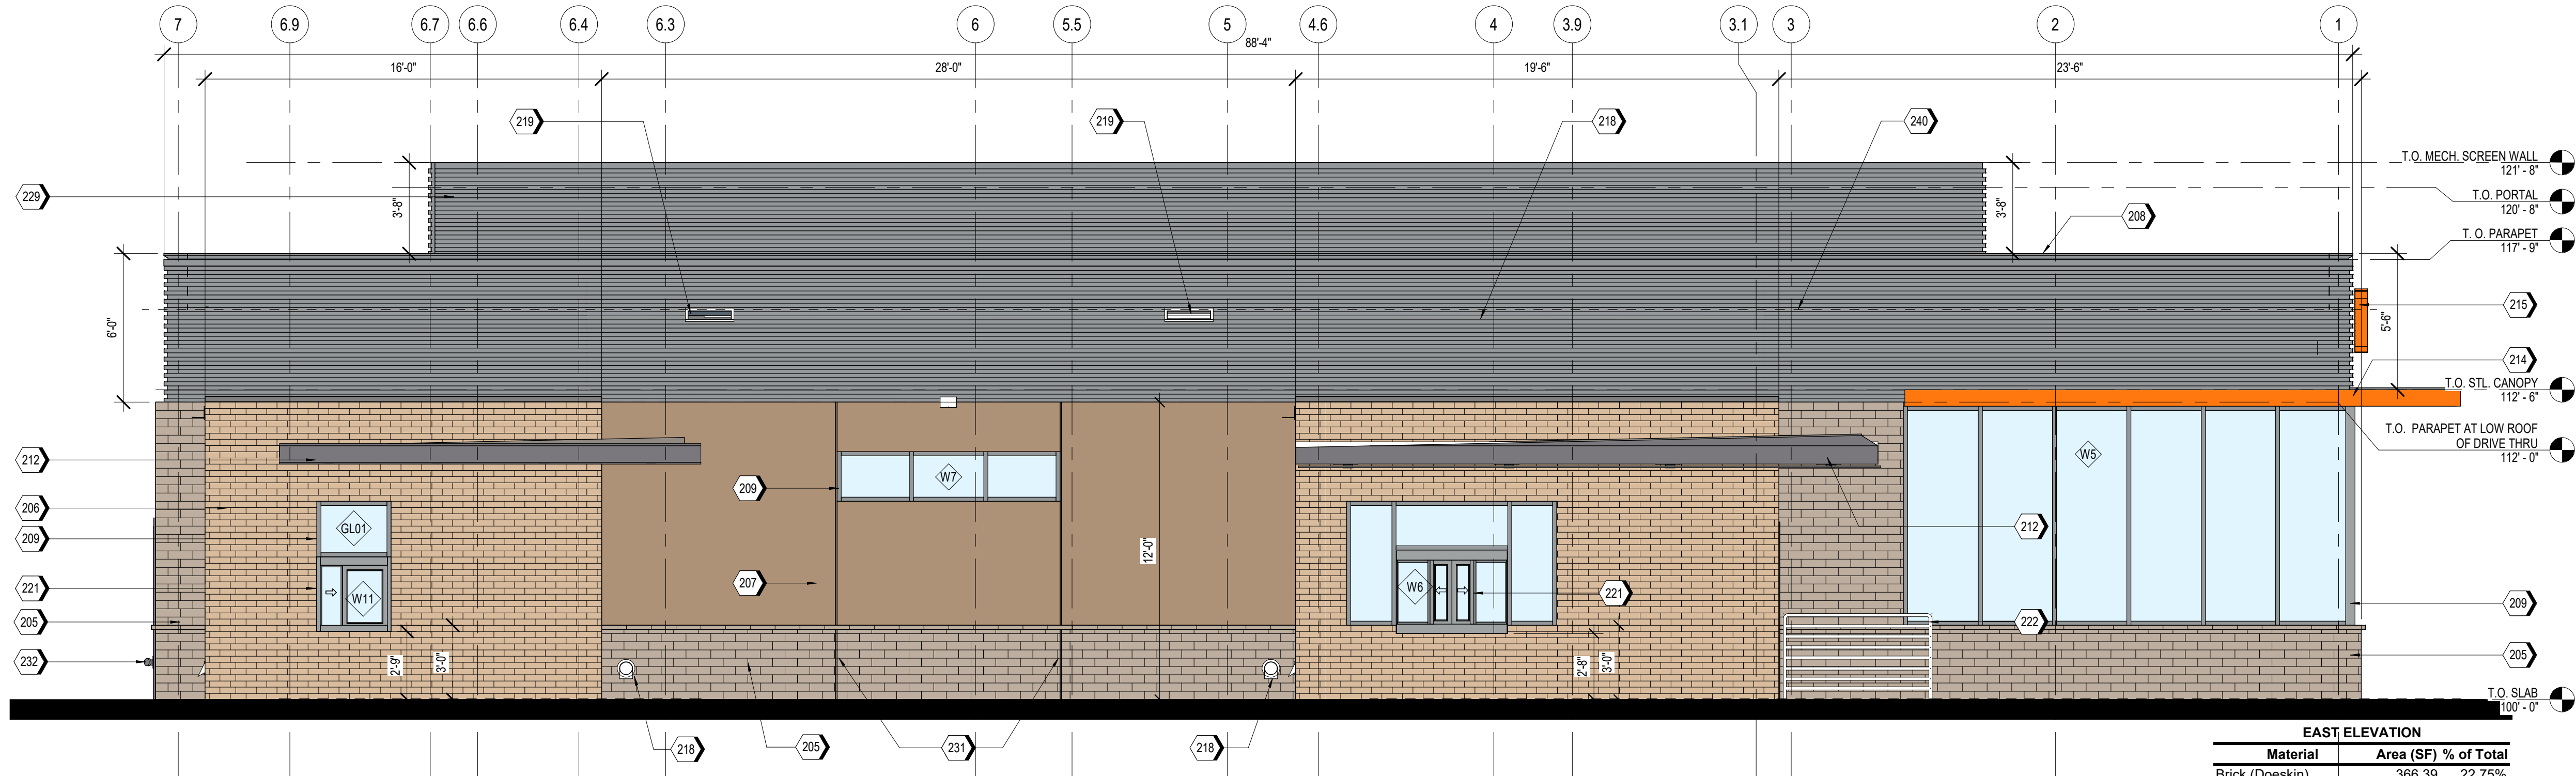 7 6.9 6.7 6.6 6.4 6.3 6 5.5 5 4.6 4 3.9 3.1 3 2 1
88'-4"
16'-0" 28'-0" 19'-6" 23'-6"
219 219 218 240
T.O. MECH. SCREEN WALL
121' - 8"
229
3'-8" 3'-8"
T.O. PORTAL
120' - 8"
208
T. O. PARAPET
117' - 9"
6'-0" 5'-6"
215
214
T.O. STL. CANOPY
112' - 6"
T.O. PARAPET AT LOW ROOF
OF DRIVE THRU
112' - 0"
212
W7
W5
209
206
GL01
212
209
12'-0"
207
221
W11
W6
221
209
205
222
232
2'-9" 3'-0" 2'-8" 3'-0"
205
T.O. SLAB
100' - 0"
218 205 231 218
EAST ELEVATION
Material Area (SF) % of Total
Brick (Doeskin) 366.39 22.75%